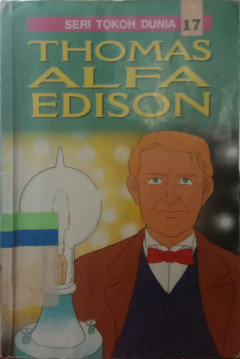 SERI TOKOH DUNIA 17
THOMAS
ALFA
EDISON